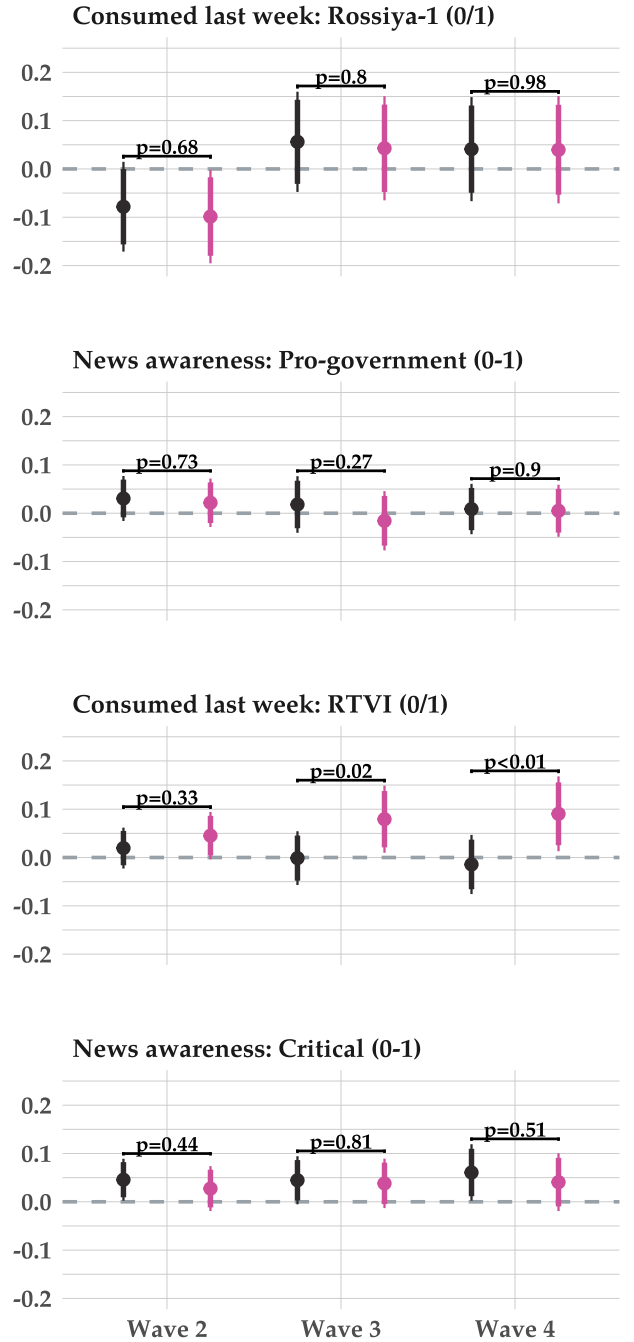 Consumed last week: Rossiya-1 (0/1)
0.2
p=0.8
p=0.98
0.1
p=0.68
0.0
-0.1
-0.2
News awareness: Pro-government (0-1)
0.2
0.1
p=0.73
p=0.27
p=0.9
0.0
-0.1
-0.2
Consumed last week: RTVI (0/1)
0.2
p=0.33
p=0.02
p<0.01
0.1
0.0
-0.1
-0.2
News awareness: Critical (0-1)
0.2
p=0.44
p=0.81
p=0.51
0.1
0.0
-0.1
-0.2
Wave 2
Wave 3
Wave 4